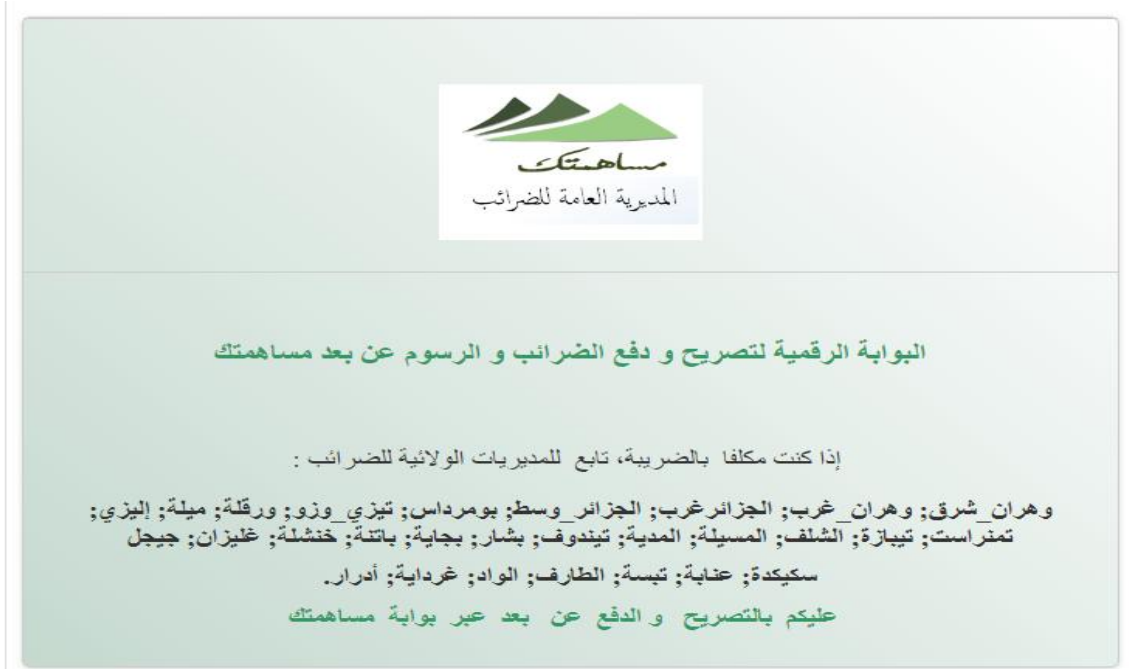 مساهمتك
المديرية العامة للضرائب
البوابة الرقمية لتصريح و دفع الضرائب و الرسوم عن بعد مساهمتك
إذا كنت مكلفا بالضريبة، تابع للمديريات الولائية للضرائب :
وهران_شرق; وهران_غرب; الجزائرغرب; الجزائر_وسط; بومرداس; تيزي_وزو; ورقلة; ميلة; إليزي;
تمنراست; تيبازة; الشلف; المسيلة; المدية; تيندوف; بشار; بجاية; باتنة; خنشلة; غليزان; جيجل
سكيكدة; عنابة; تبسة; الطارف; الواد; غرداية; أدرار.
عليكم بالتصريح و الدفع عن بعد عبر بوابة مساهمتك